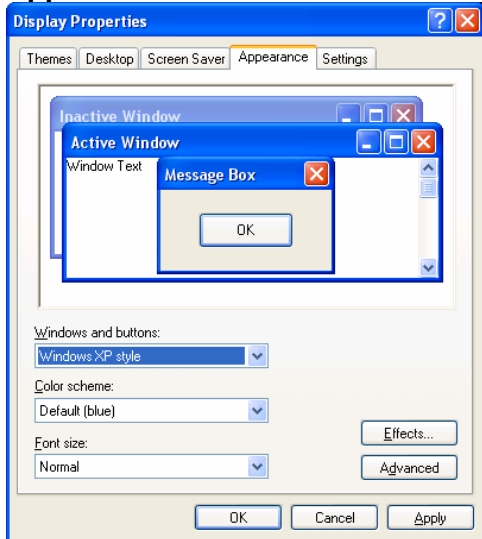 Display Properties
Themes Desktop Screen Saver Appearance Settings
Inactive Window
Active Window
Window Text
Message Box
OK
Windows and buttons:
Windows XP style
Color scheme:
Default (blue)
Font size:
Normal
Effects...
Advanced
OK Cancel Apply